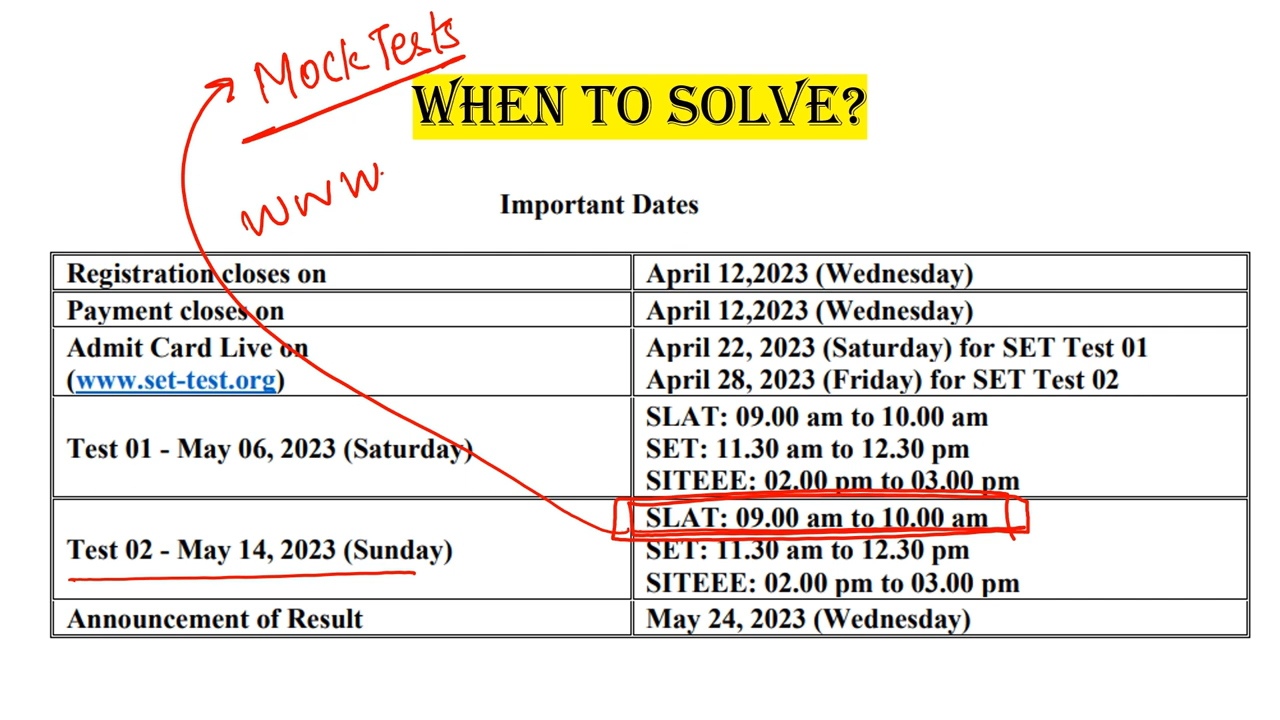 Mock Tests
WHEN TO SOLVE?
www.
Important Dates
Registration closes on April 12,2023 (Wednesday)
Payment closes on April 12,2023 (Wednesday)
Admit Card Live on
(www.set-test.org)
April 22, 2023 (Saturday) for SET Test 01
April 28, 2023 (Friday) for SET Test 02
Test 01 - May 06, 2023 (Saturday)
SLAT: 09.00 am to 10.00 am
SET: 11.30 am to 12.30 pm
SITEEE: 02.00 pm to 03.00 pm
Test 02 - May 14, 2023 (Sunday)
SLAT: 09.00 am to 10.00 am
SET: 11.30 am to 12.30 pm
SITEEE: 02.00 pm to 03.00 pm
Announcement of Result May 24, 2023 (Wednesday)